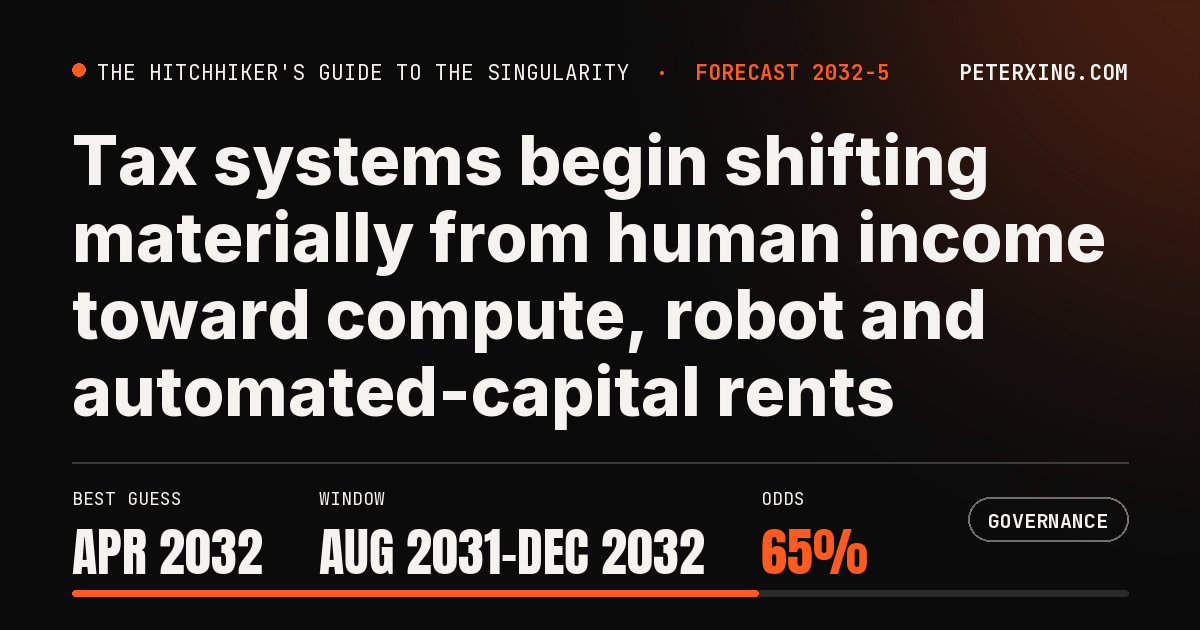 THE HITCHHIKER'S GUIDE TO THE SINGULARITY · FORECAST 2032-5 PETERXING.COM
Tax systems begin shifting
materially from human income
toward compute, robot and
automated-capital rents
BEST GUESS WINDOW ODDS
GOVERNANCE
APR 2032 AUG 2031-DEC 2032 65%